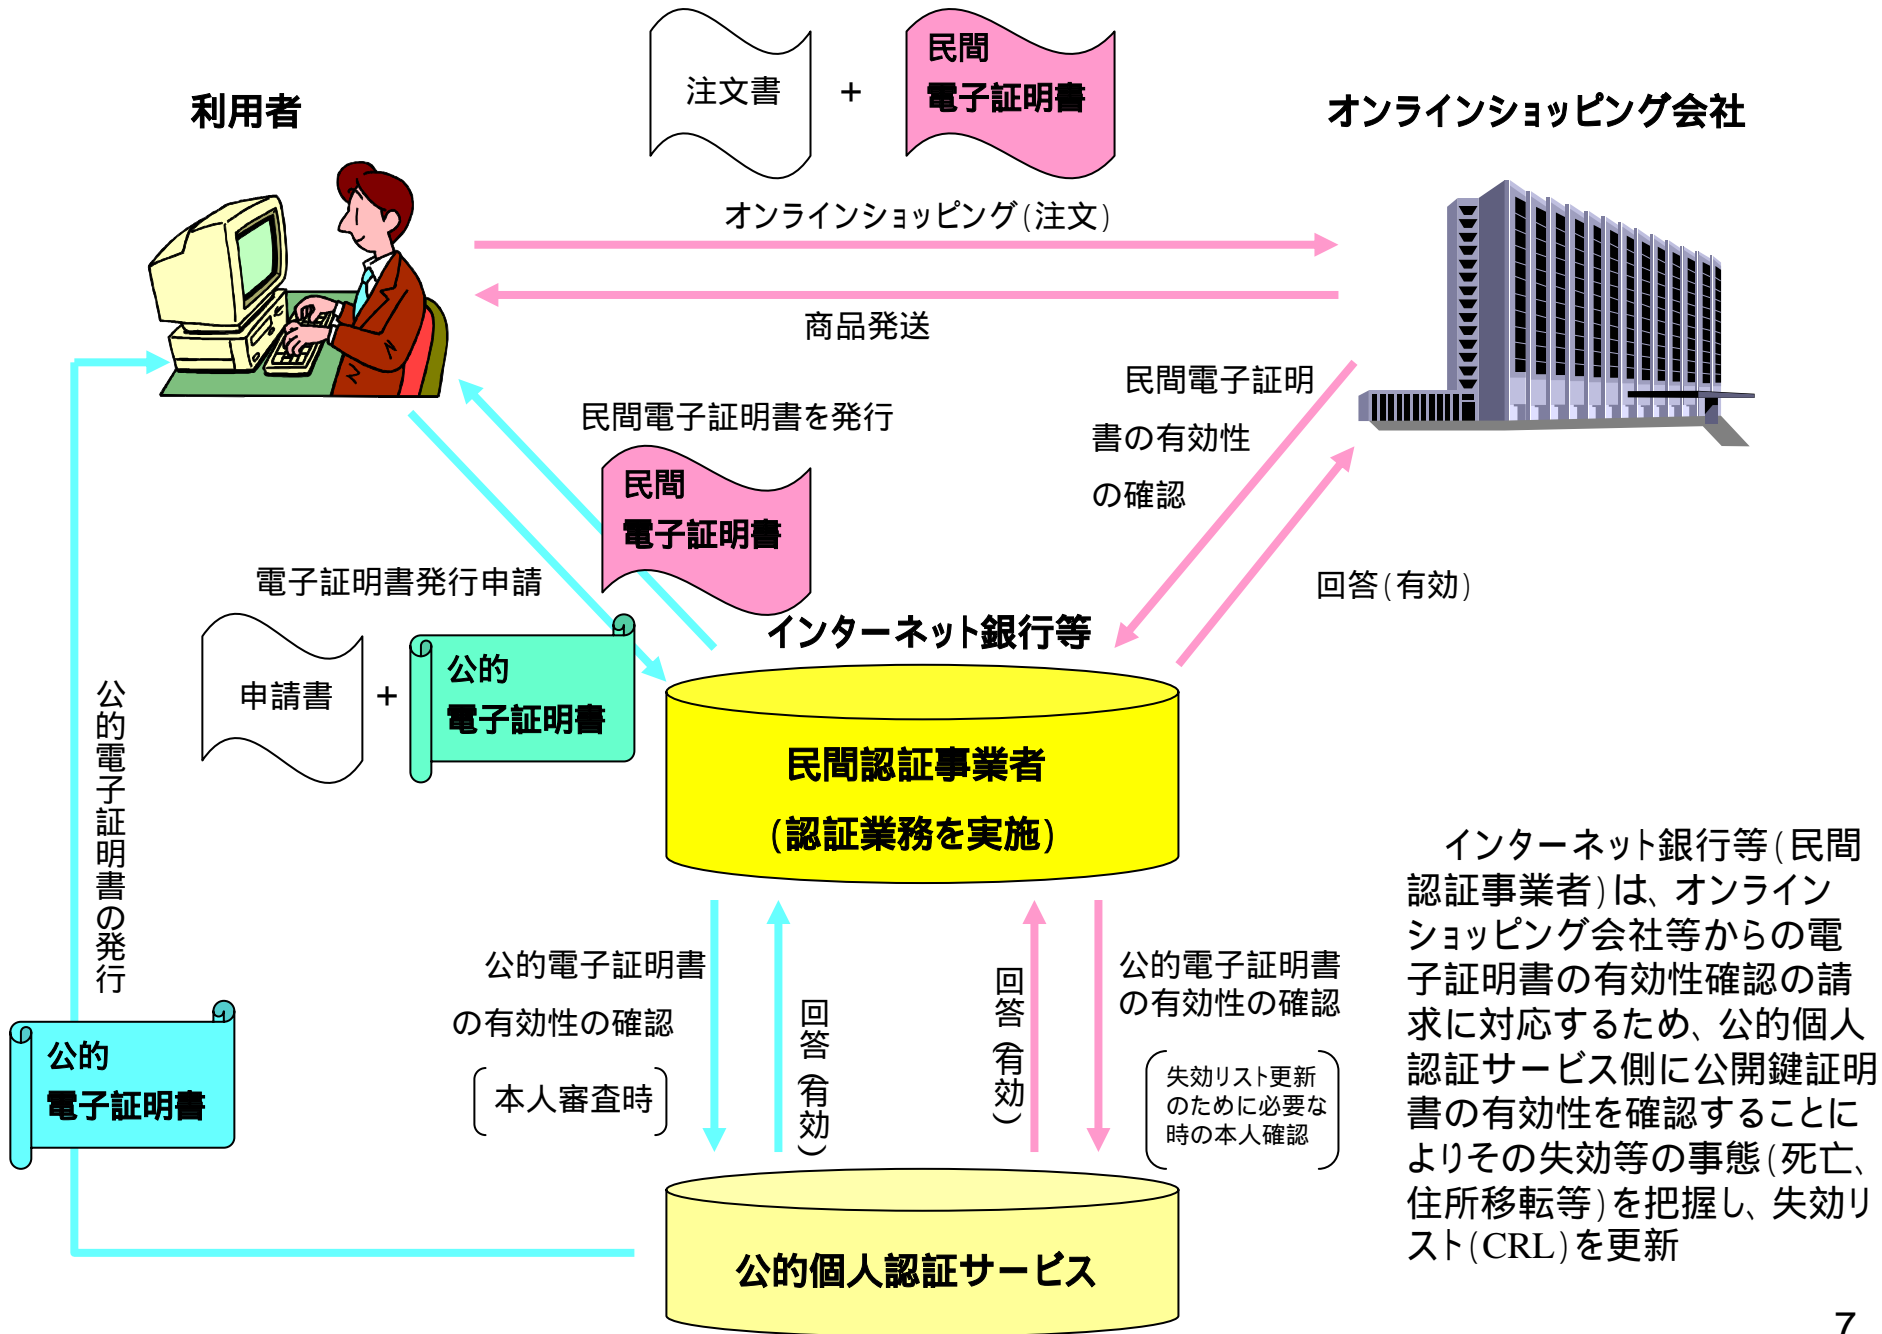 注文書
+
民間
電子証明書
利用者
オンラインショッピング会社
オンラインショッピング(注文)
商品発送
民間電子証明
書の有効性
の確認
民間電子証明書を発行
民間
電子証明書
電子証明書発行申請
回答(有効)
インターネット銀行等
申請書
+
公的
電子証明書
公的電子証明書の発行
民間認証事業者
(認証業務を実施)
公的電子証明書
の有効性の確認
本人審査時
回答(有効)
回答(有効)
公的電子証明書
の有効性の確認
失効リスト更新
のために必要な
時の本人確認
公的
電子証明書
公的個人認証サービス
インターネット銀行等(民間
認証事業者)は、オンライン
ショッピング会社等からの電
子証明書の有効性確認の請
求に対応するため、公的個人
認証サービス側に公開鍵証明
書の有効性を確認することに
よりその失効等の事態(死亡、
住所移転等)を把握し、失効リ
スト(CRL)を更新
7